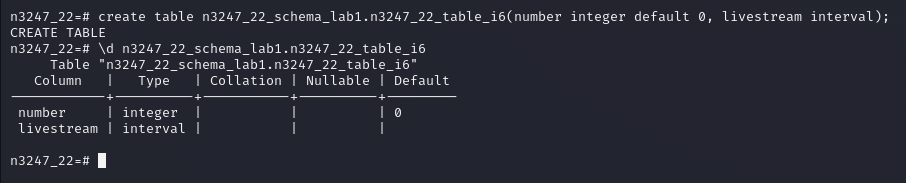 n3247_22=# create table n3247_22_schema_lab1.n3247_22_table_i6(number integer default 0, livestream interval);
CREATE TABLE
n3247_22=# \d n3247_22_schema_lab1.n3247_22_table_i6
     Table "n3247_22_schema_lab1.n3247_22_table_i6"
   Column   |   Type   | Collation | Nullable | Default
------------+----------+-----------+----------+---------
 number     | integer  |           |          | 0
 livestream | interval |           |          |
n3247_22=#